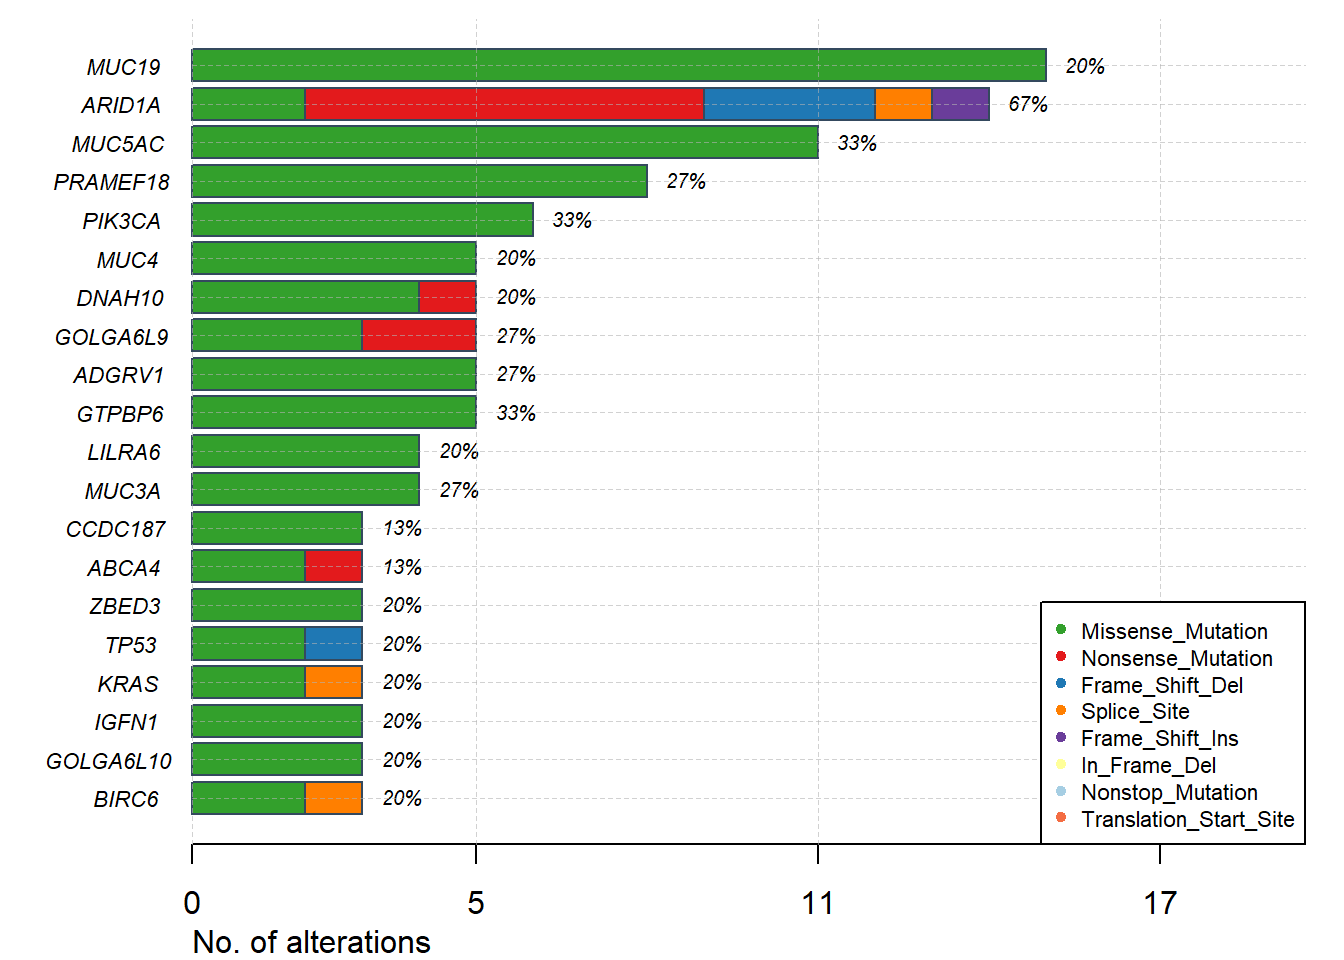 MUC19 20%
ARID1A 67%
MUC5AC 33%
PRAMEF18 27%
PIK3CA 33%
MUC4 20%
DNAH10 20%
GOLGA6L9 27%
ADGRV1 27%
GTPBP6 33%
LILRA6 20%
MUC3A 27%
CCDC187 13%
ABCA4 13%
ZBED3 20%
TP53 20%
KRAS 20%
IGFN1 20%
GOLGA6L10 20%
BIRC6 20%
Missense_Mutation
Nonsense_Mutation
Frame_Shift_Del
Splice_Site
Frame_Shift_Ins
In_Frame_Del
Nonstop_Mutation
Translation_Start_Site
0 5 11 17
No. of alterations